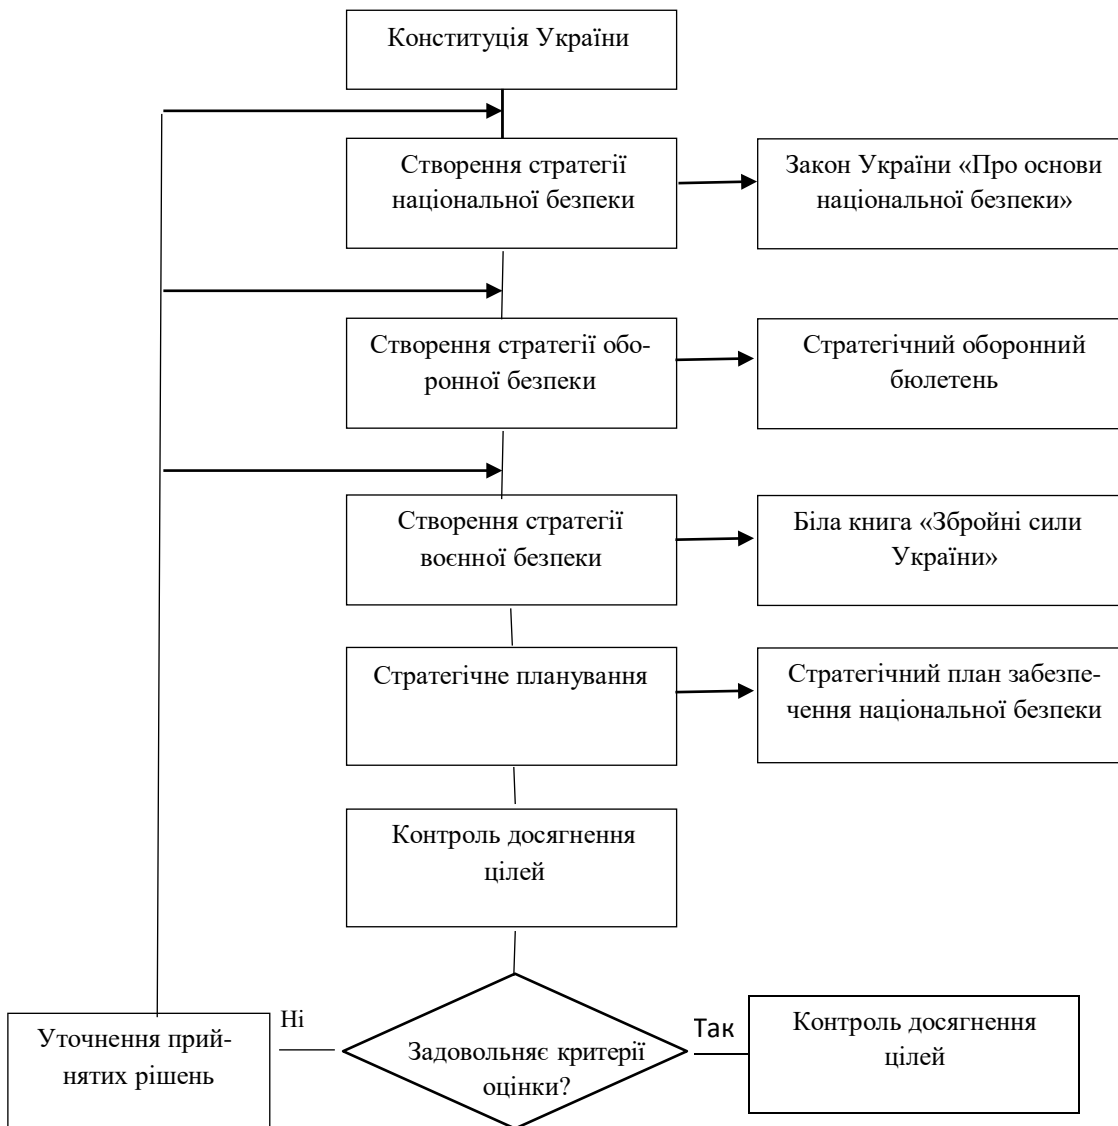 Конституція України
Створення стратегії
національної безпеки
Закон України «Про основи
національної безпеки»
Створення стратегії обо-
ронної безпеки
Стратегічний оборонний
бюлетень
Створення стратегії
воєнної безпеки
Біла книга «Збройні сили
України»
Стратегічне планування
Стратегічний план забезпе-
чення національної безпеки
Контроль досягнення
цілей
Уточнення прий-
нятих рішень
Ні
Задовольняє критерії
оцінки?
Так
Контроль досягнення
цілей